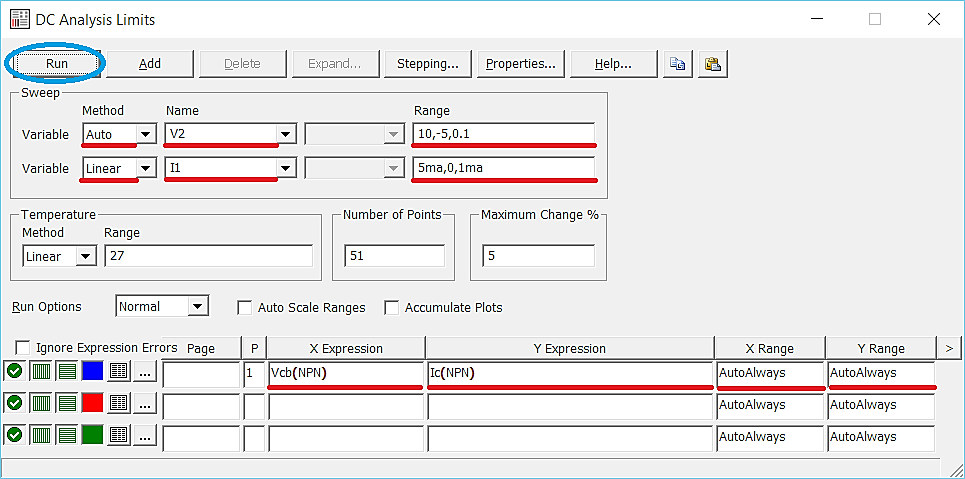 DC Analysis Limits
Run Add Delete Expand... Stepping... Properties... Help...
Sweep
Method Name Range
Variable Auto V2 10,-5,0.1
Variable Linear I1 5ma,0,1ma
Temperature Number of Points Maximum Change %
Method Range
Linear 27 51 5
Run Options Normal Auto Scale Ranges Accumulate Plots
Ignore Expression Errors Page P X Expression Y Expression X Range Y Range >
... 1 Vcb(NPN) Ic(NPN) AutoAlways AutoAlways
... AutoAlways AutoAlways
... AutoAlways AutoAlways